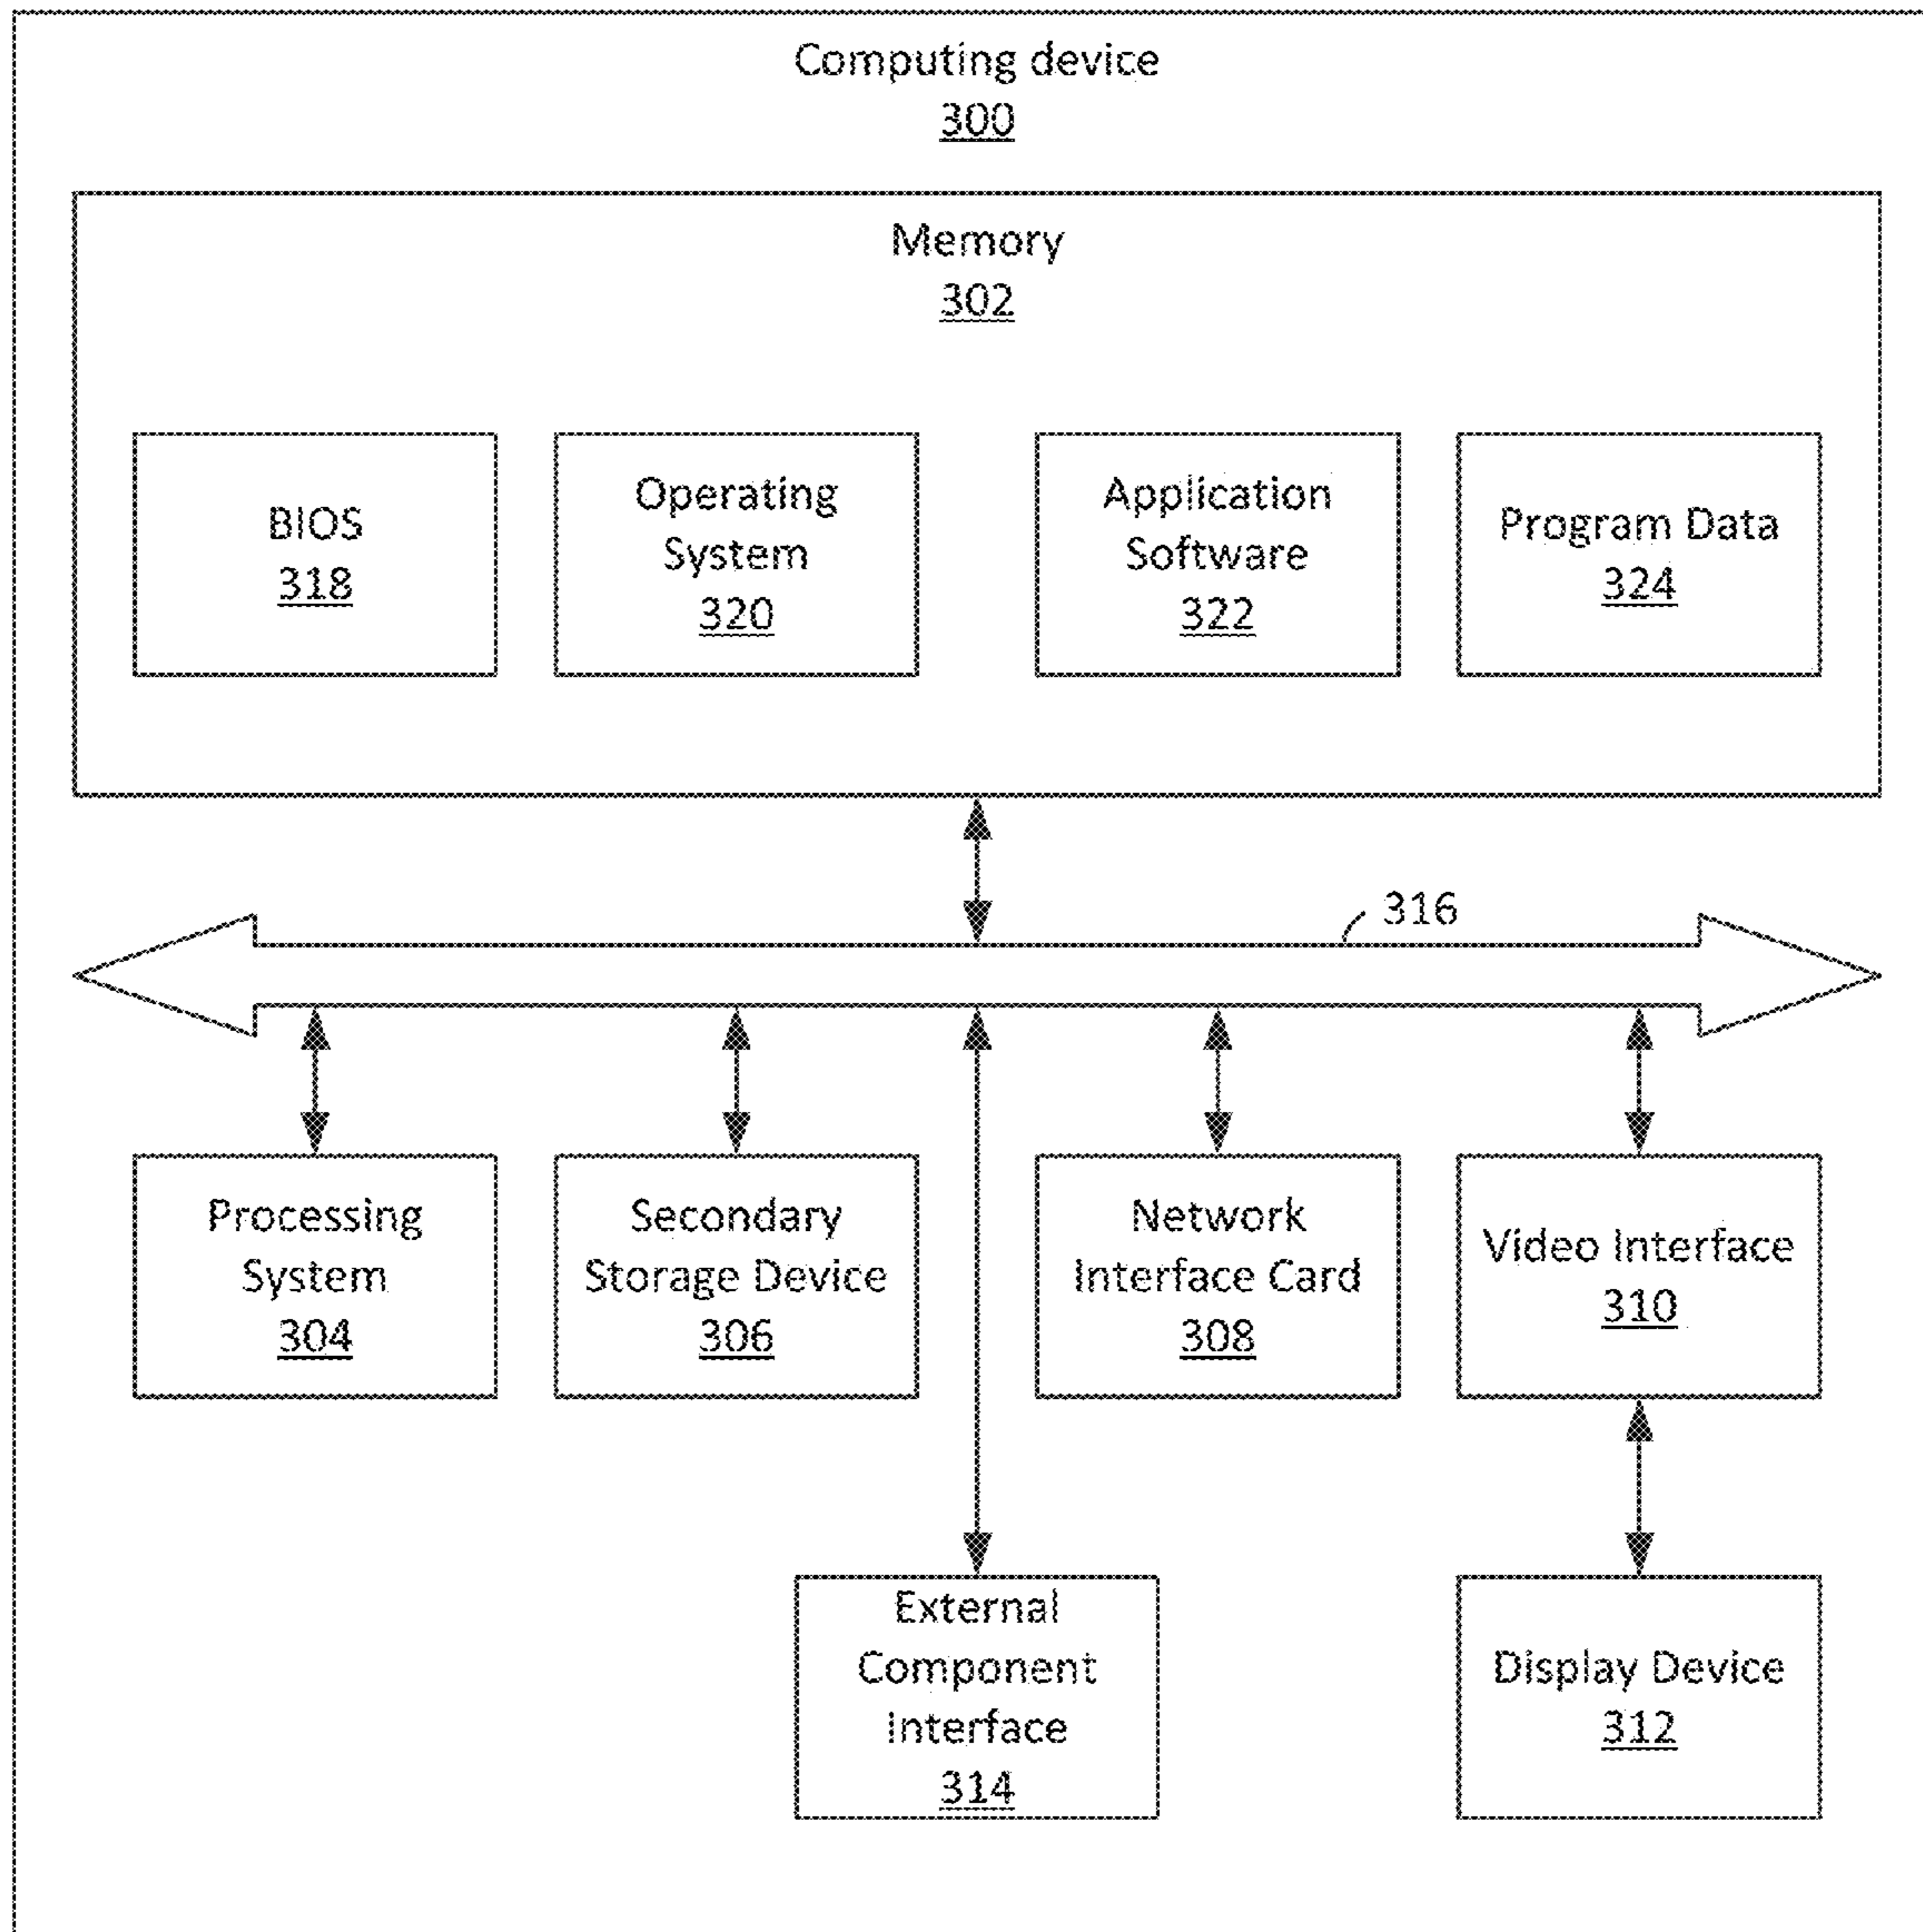 Computing device
300
Memory
302
BIOS
318
Operating
System
320
Application
Software
322
Program Data
324
316
Processing
System
304
Secondary
Storage Device
306
Network
Interface Card
308
Video Interface
310
External
Component
Interface
314
Display Device
312